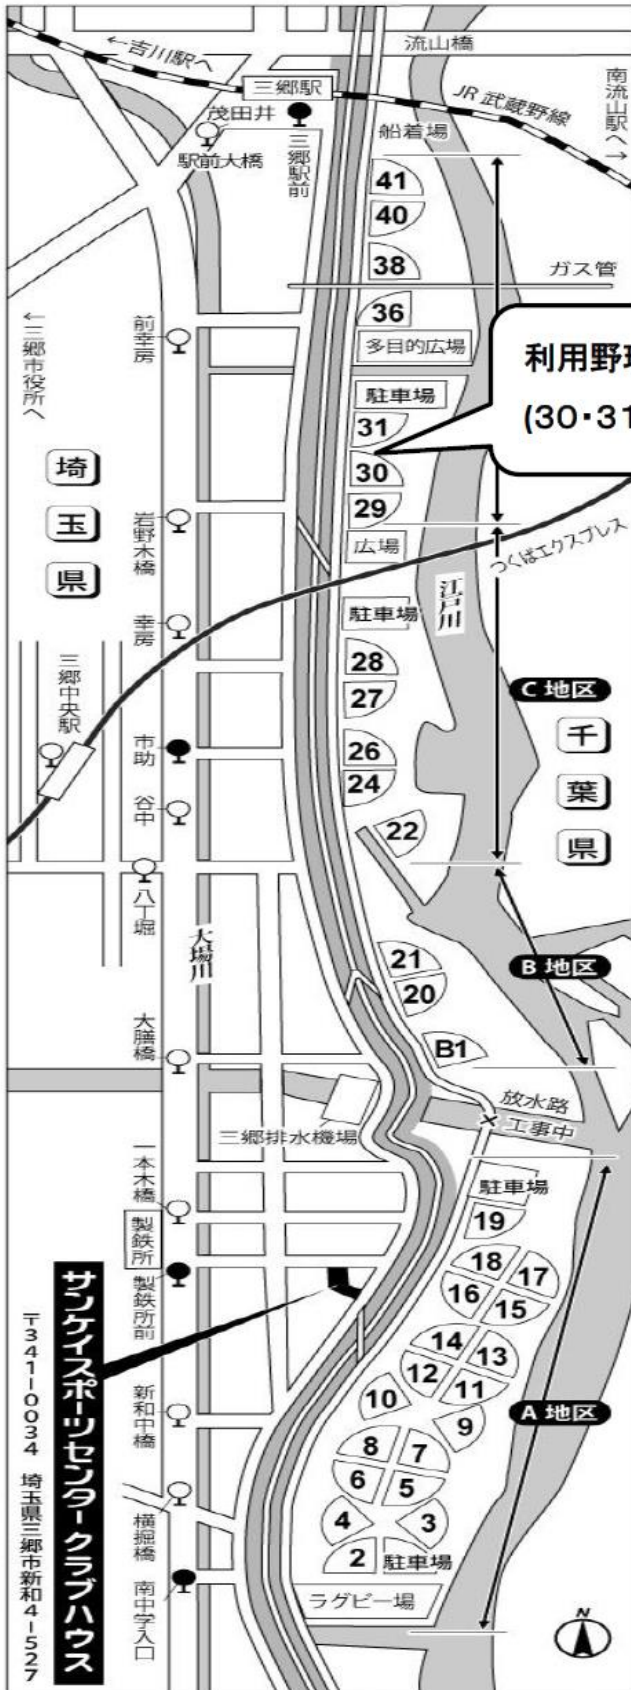 ←吉川駅へ
流山橋
三郷駅
JR 武蔵野線
南流山駅へ→
茂田井
駅前大橋
三郷駅前
船着場
41
40
38
ガス管
36
多目的広場
前幸房
←三郷市役所へ
駐車場
利用野球
(30・31
31
30
29
埼玉県
岩野木橋
広場
つくばエクスプレス
江戸川
幸房
駐車場
28
27
C 地区
千葉県
三郷中央駅
市助
26
24
谷中
22
八丁堀
大場川
21
20
B 地区
B1
大膳橋
放水路
工事中
三郷排水機場
駐車場
一本木橋
19
製鉄所
製鉄所前
18
17
16
15
14
13
12
11
10
9
A 地区
8
7
6
5
4
3
2
駐車場
ラグビー場
新和中橋
横堀橋
南中学入口
サンケイスポーツセンタークラブハウス
〒341-0034 埼玉県三郷市新和4-527
N